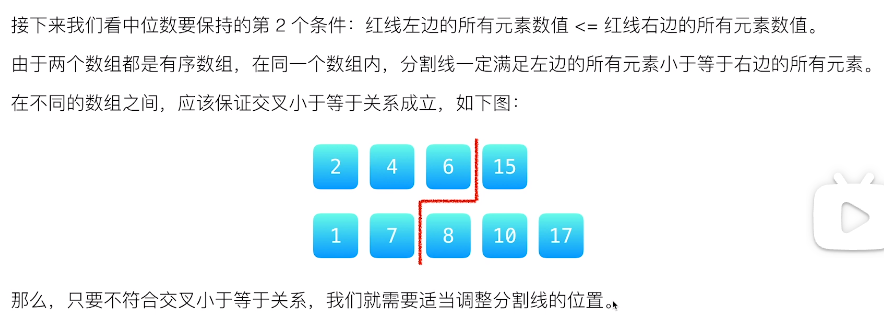 接下来我们看中位数要保持的第 2 个条件：红线左边的所有元素数值 <= 红线右边的所有元素数值。
由于两个数组都是有序数组，在同一个数组内，分割线一定满足左边的所有元素小于等于右边的所有元素。
在不同的数组之间，应该保证交叉小于等于关系成立，如下图：
2 4 6 15
1 7 8 10 17
那么，只要不符合交叉小于等于关系，我们就需要适当调整分割线的位置。